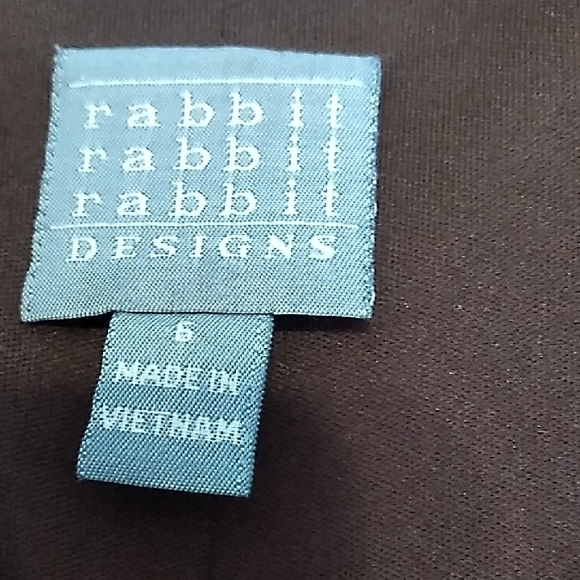 rabbit
rabbit
rabbit
DESIGNS
6
MADE IN
VIETNAM